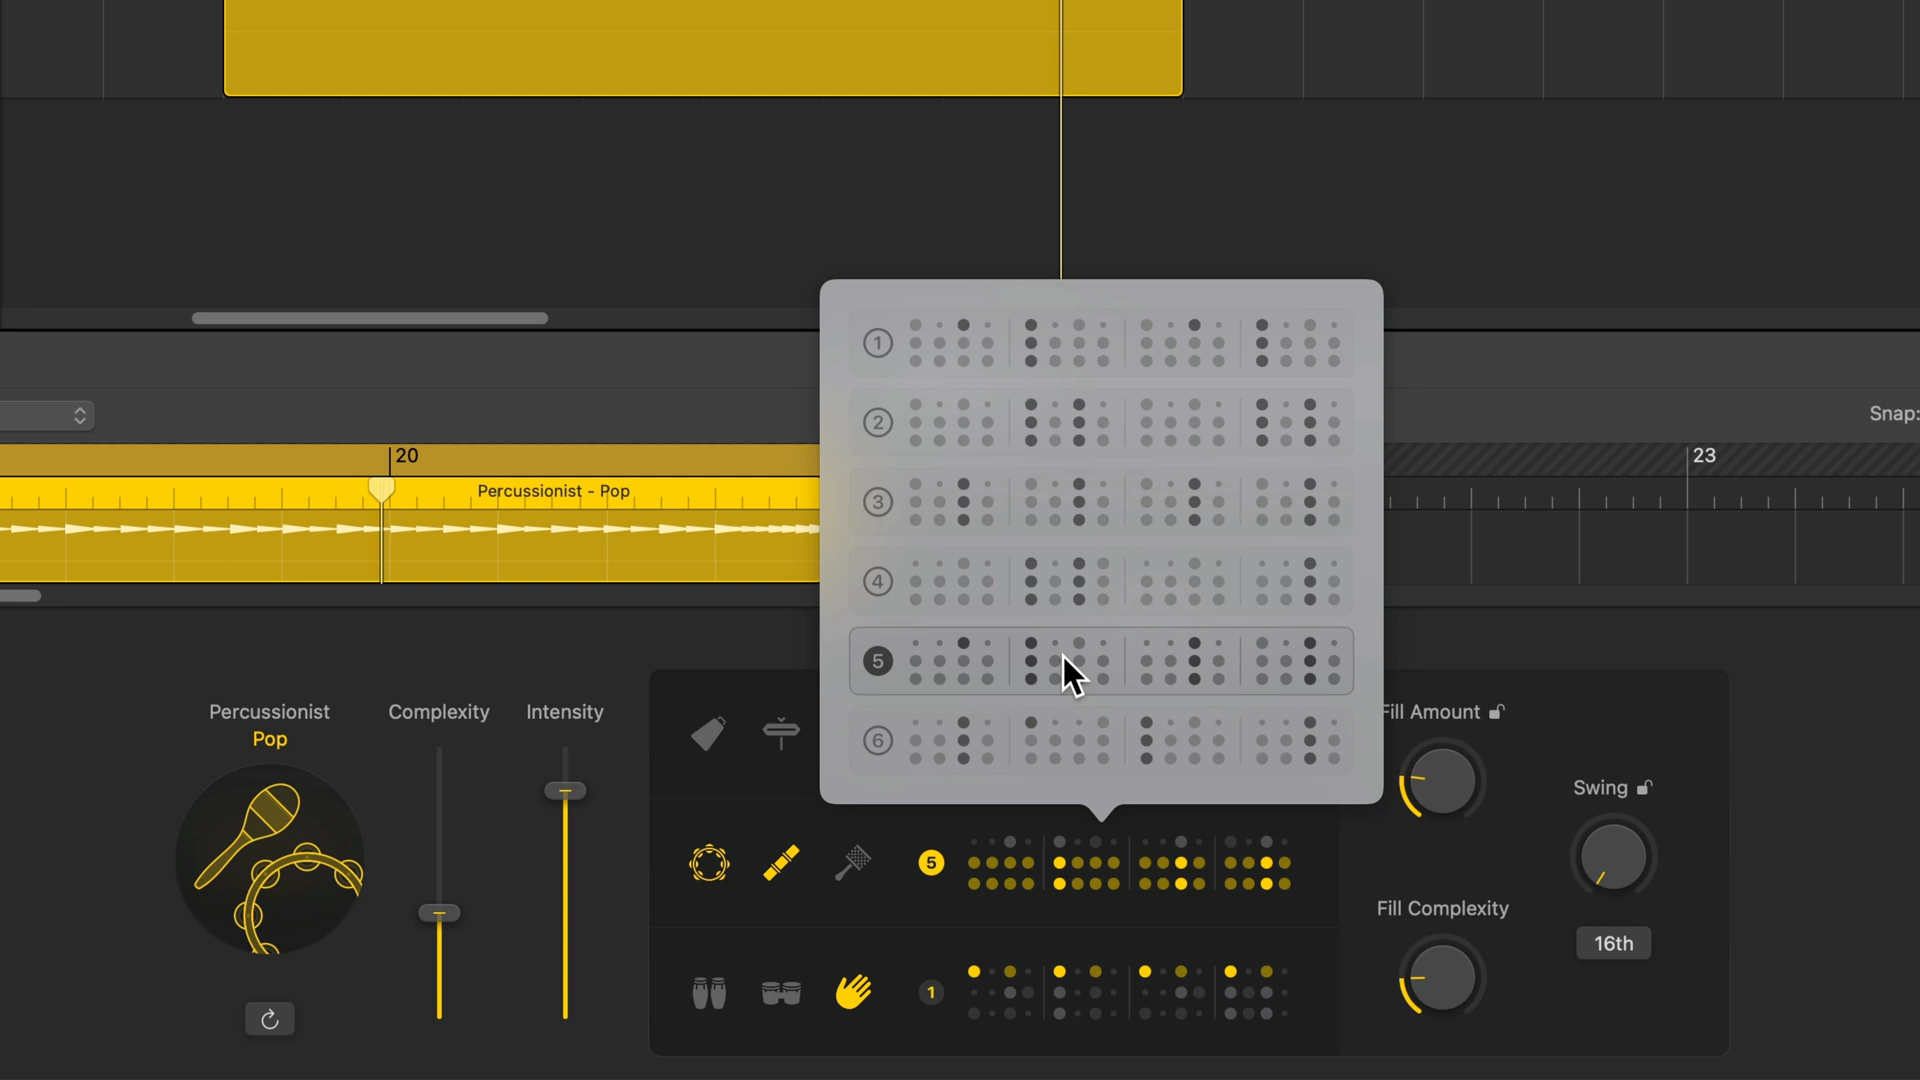 1
2
3
4
5
6
Snap:
20
23
Percussionist - Pop
Percussionist
Pop
Complexity
Intensity
Fill Amount
Swing
5
Fill Complexity
16th
1